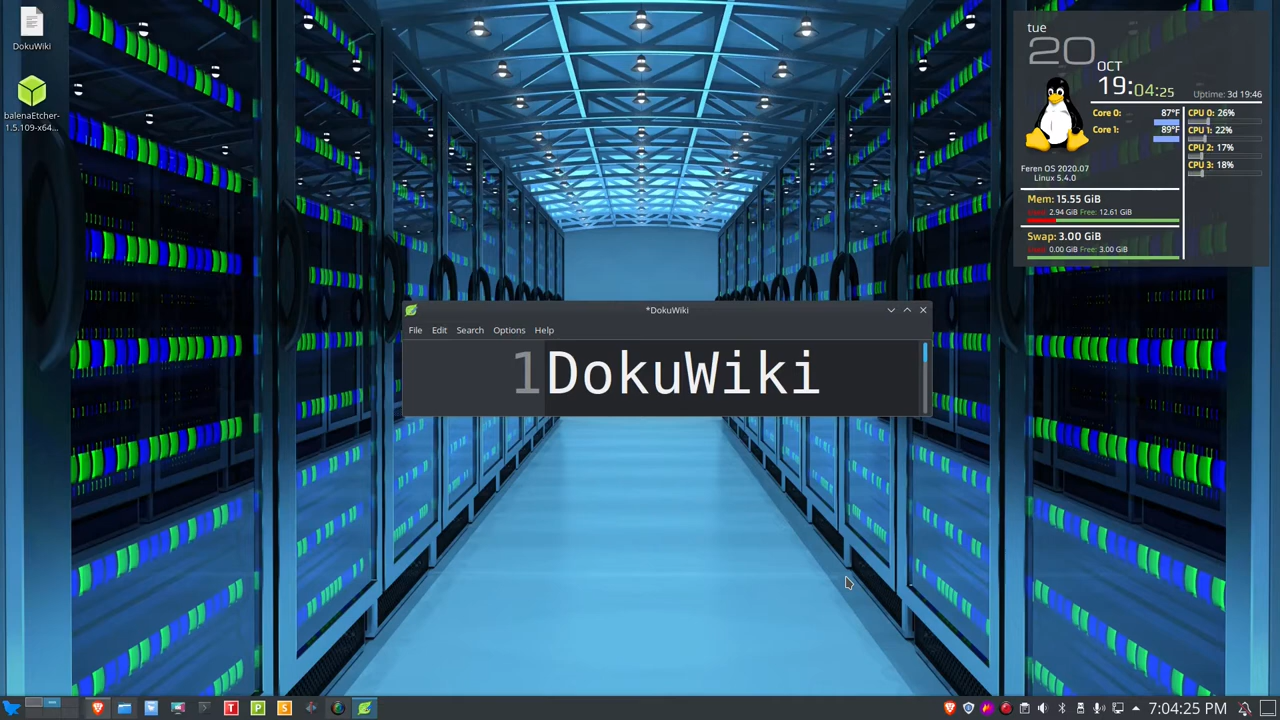 DokuWiki
balenaEtcher-
1.5.109-x64...
tue
20
OCT
19:04:25
Uptime: 3d 19:46
Core 0: 87°F
Core 1: 89°F
CPU 0: 26%
CPU 1: 22%
CPU 2: 17%
CPU 3: 18%
Feren OS 2020.07
Linux 5.4.0
Mem: 15.55 GiB
2.94 GiB Free: 12.61 GiB
Swap: 3.00 GiB
0.00 GiB Free: 3.00 GiB
*DokuWiki
File Edit Search Options Help
1 DokuWiki
T P S
7:04:25 PM